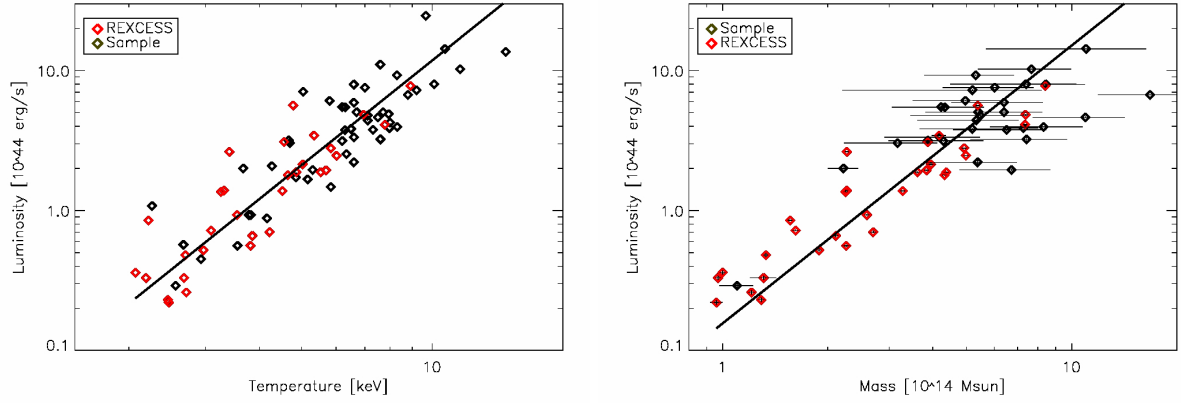 REXCESS
Sample
10.0
1.0
0.1
Luminosity [10^44 erg/s]
10
Temperature [keV]
Sample
REXCESS
10.0
1.0
0.1
Luminosity [10^44 erg/s]
1
10
Mass [10^14 Msun]